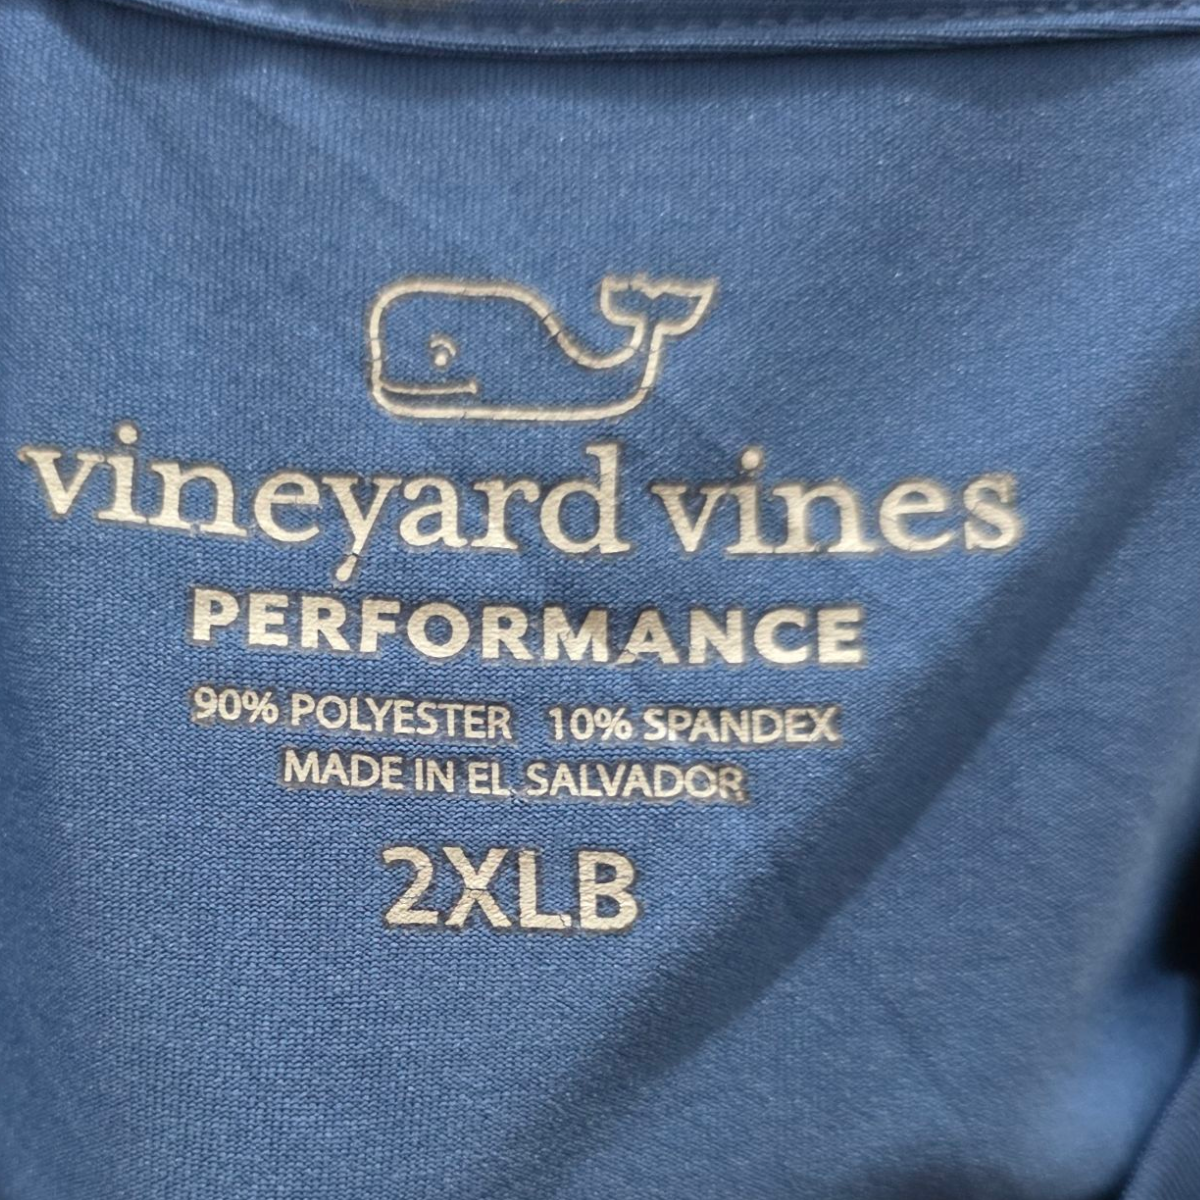 vineyard vines
PERFORMANCE
90% POLYESTER 10% SPANDEX
MADE IN EL SALVADOR
2XLB